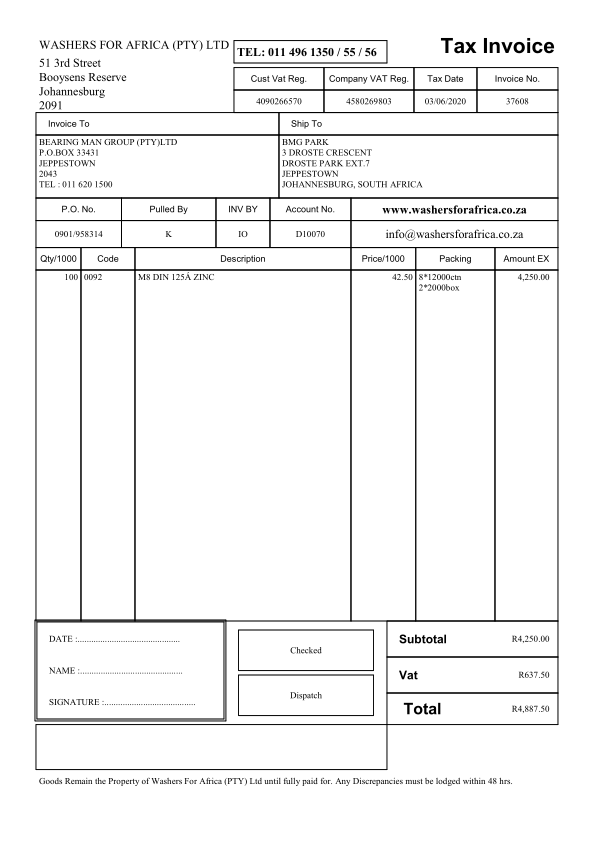 WASHERS FOR AFRICA (PTY) LTD
TEL: 011 496 1350 / 55 / 56
Tax Invoice
51 3rd Street
Booysens Reserve
Johannesburg
2091
Cust Vat Reg. Company VAT Reg. Tax Date Invoice No.
4090266570 4580269803 03/06/2020 37608
Invoice To Ship To
BEARING MAN GROUP (PTY)LTD
P.O.BOX 33431
JEPPESTOWN
2043
TEL : 011 620 1500
BMG PARK
3 DROSTE CRESCENT
DROSTE PARK EXT.7
JEPPESTOWN
JOHANNESBURG, SOUTH AFRICA
P.O. No. Pulled By INV BY Account No. www.washersforafrica.co.za
0901/958314 K IO D10070 info@washersforafrica.co.za
Qty/1000 Code Description Price/1000 Packing Amount EX
100 0092 M8 DIN 125Â ZINC 42.50 8*12000ctn 4,250.00
2*2000box
DATE :............................................
NAME :............................................
SIGNATURE :.......................................
Checked
Dispatch
Subtotal R4,250.00
Vat R637.50
Total R4,887.50
Goods Remain the Property of Washers For Africa (PTY) Ltd until fully paid for. Any Discrepancies must be lodged within 48 hrs.